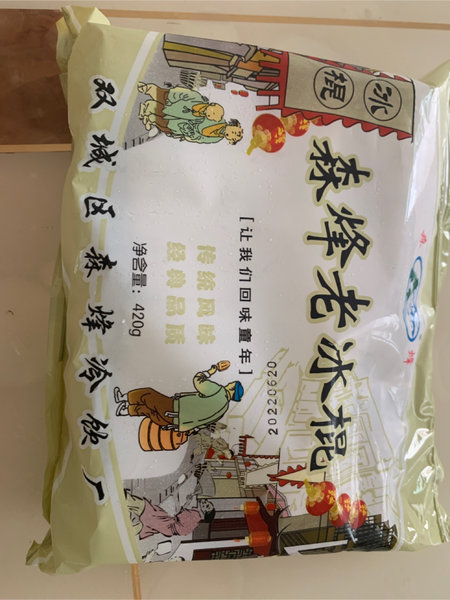 冰棍
森烽老冰棍
[让我们回味童年]
20220620
传统风味
经典品质
净含量：420g
双城区森烽冷饮厂